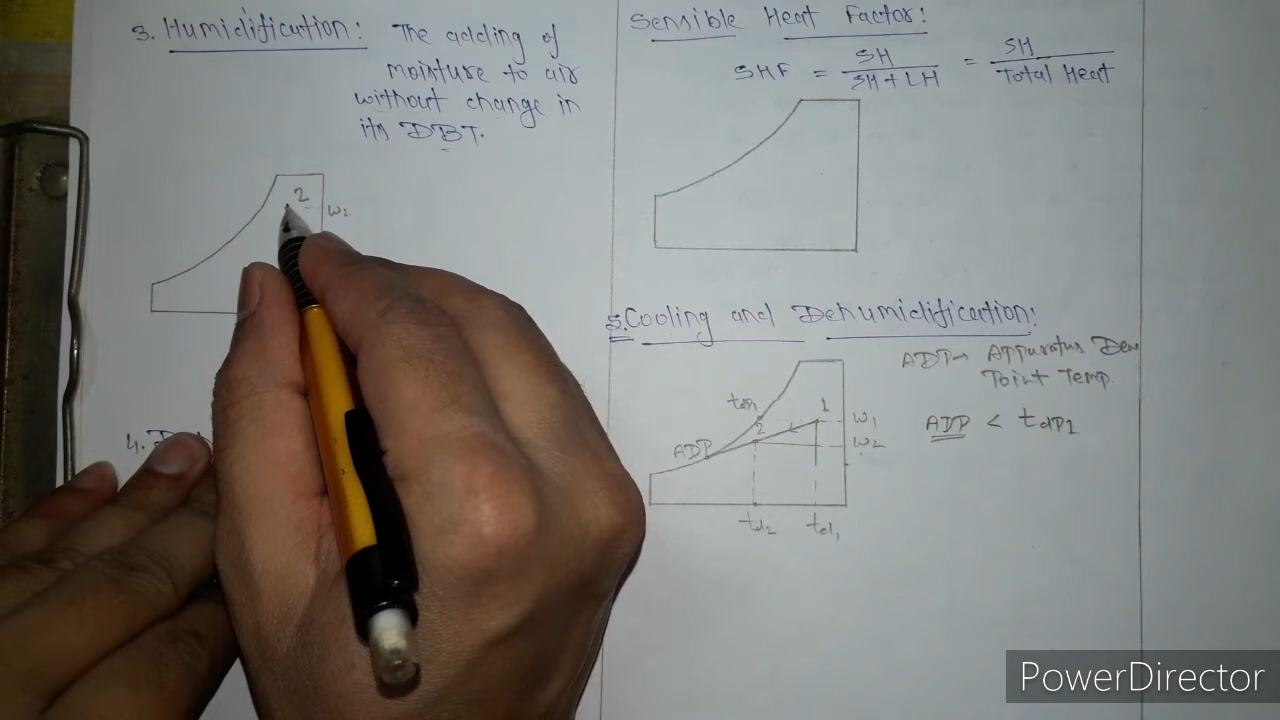 3. Humidification: The adding of
moisture to air
without change in
its DBT.
2
W2
4.
Sensible Heat Factor:
SHF = SH / SH + LH = SH / Total Heat
5. Cooling and Dehumidification:
ADP → Apparatus Dew
Point Temp.
ADP < tdp1
tdp1
1
2
W1
W2
ADP
td2
td1
PowerDirector